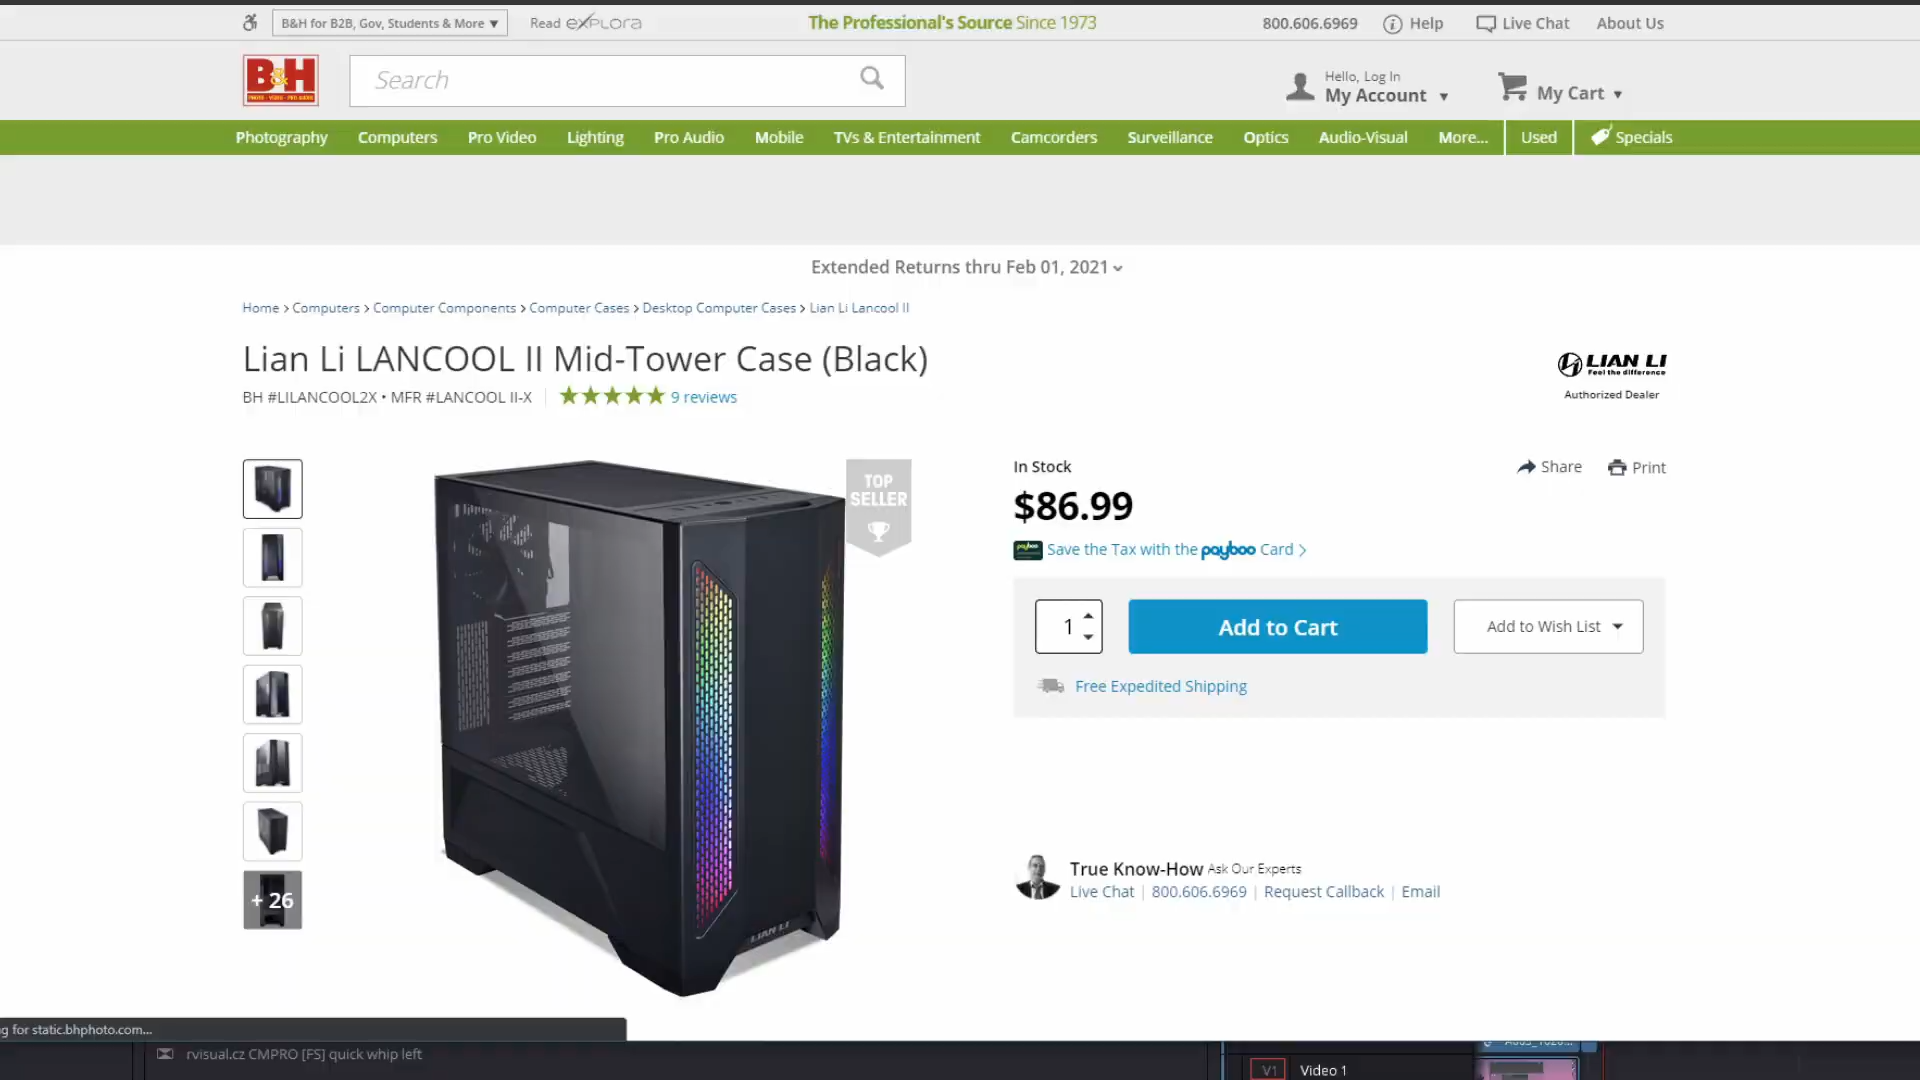 B&H for B2B, Gov, Students & More ▼
Read explora
The Professional's Source Since 1973
800.606.6969
Help
Live Chat
About Us
B&H
PHOTO - VIDEO - PRO AUDIO
Search
Hello, Log In
My Account ▼
My Cart ▼
Photography
Computers
Pro Video
Lighting
Pro Audio
Mobile
TVs & Entertainment
Camcorders
Surveillance
Optics
Audio-Visual
More...
Used
Specials
Extended Returns thru Feb 01, 2021
Home > Computers > Computer Components > Computer Cases > Desktop Computer Cases > Lian Li Lancool II
Lian Li LANCOOL II Mid-Tower Case (Black)
BH #LILANCOOL2X • MFR #LANCOOL II-X
9 reviews
LIAN LI
Feel the difference
Authorized Dealer
TOP
SELLER
LIAN LI
+ 26
In Stock
Share
Print
$86.99
payboo
Save the Tax with the payboo Card >
1
Add to Cart
Add to Wish List
Free Expedited Shipping
True Know-How Ask Our Experts
Live Chat | 800.606.6969 | Request Callback | Email
g for static.bhphoto.com...
rvisual.cz CMPRO [FS] quick whip left
V1
Video 1